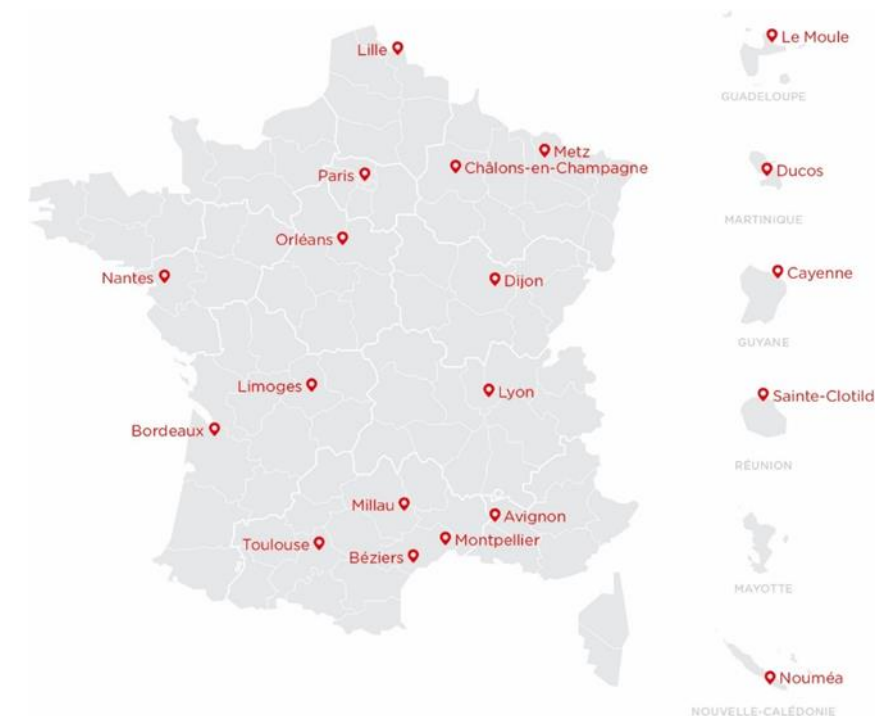 Lille
Metz
Châlons-en-Champagne
Paris
Orléans
Nantes
Dijon
Limoges
Lyon
Bordeaux
Millau
Avignon
Toulouse
Montpellier
Béziers
Le Moule
GUADELOUPE
Ducos
MARTINIQUE
Cayenne
GUYANE
Sainte-Clotild
RÉUNION
MAYOTTE
Nouméa
NOUVELLE-CALÉDONIE